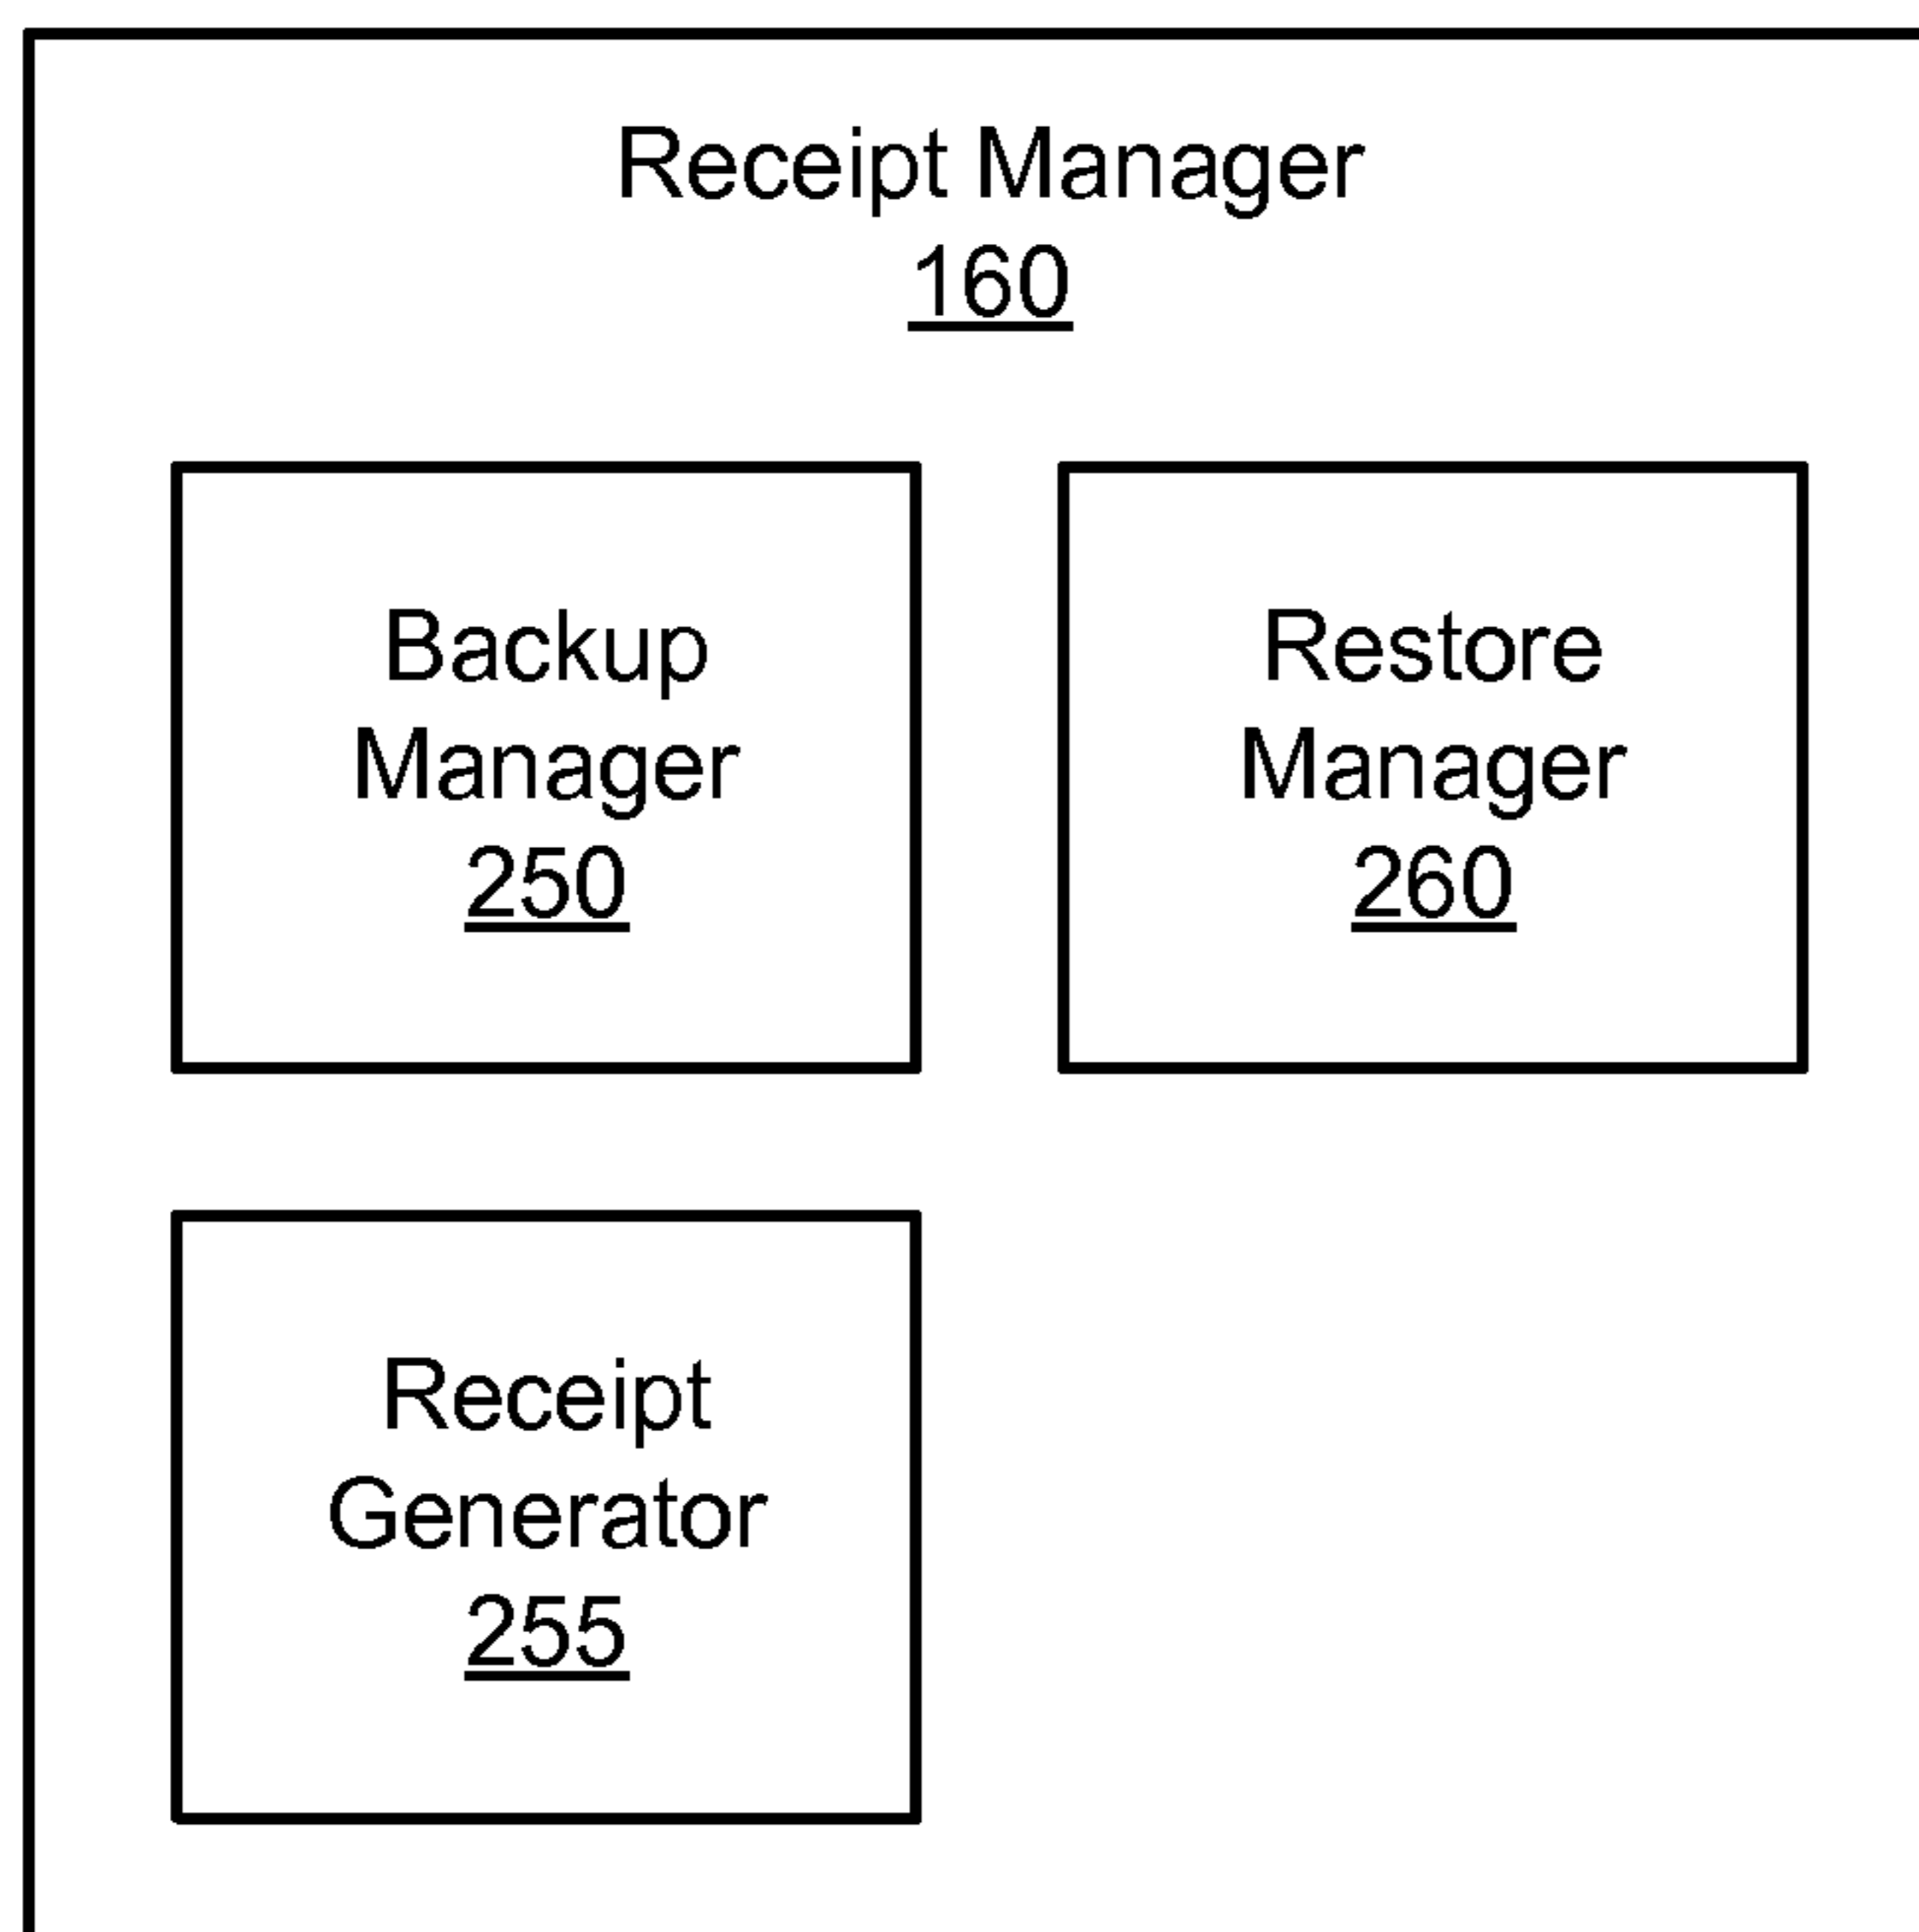 Receipt Manager
160
Backup
Manager
250
Restore
Manager
260
Receipt
Generator
255